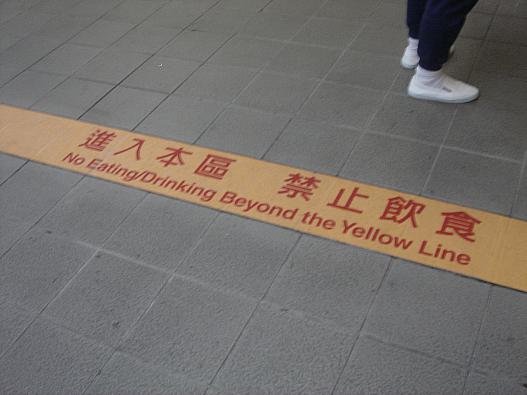 進入本區 禁止飲食
No Eating/Drinking Beyond the Yellow Line